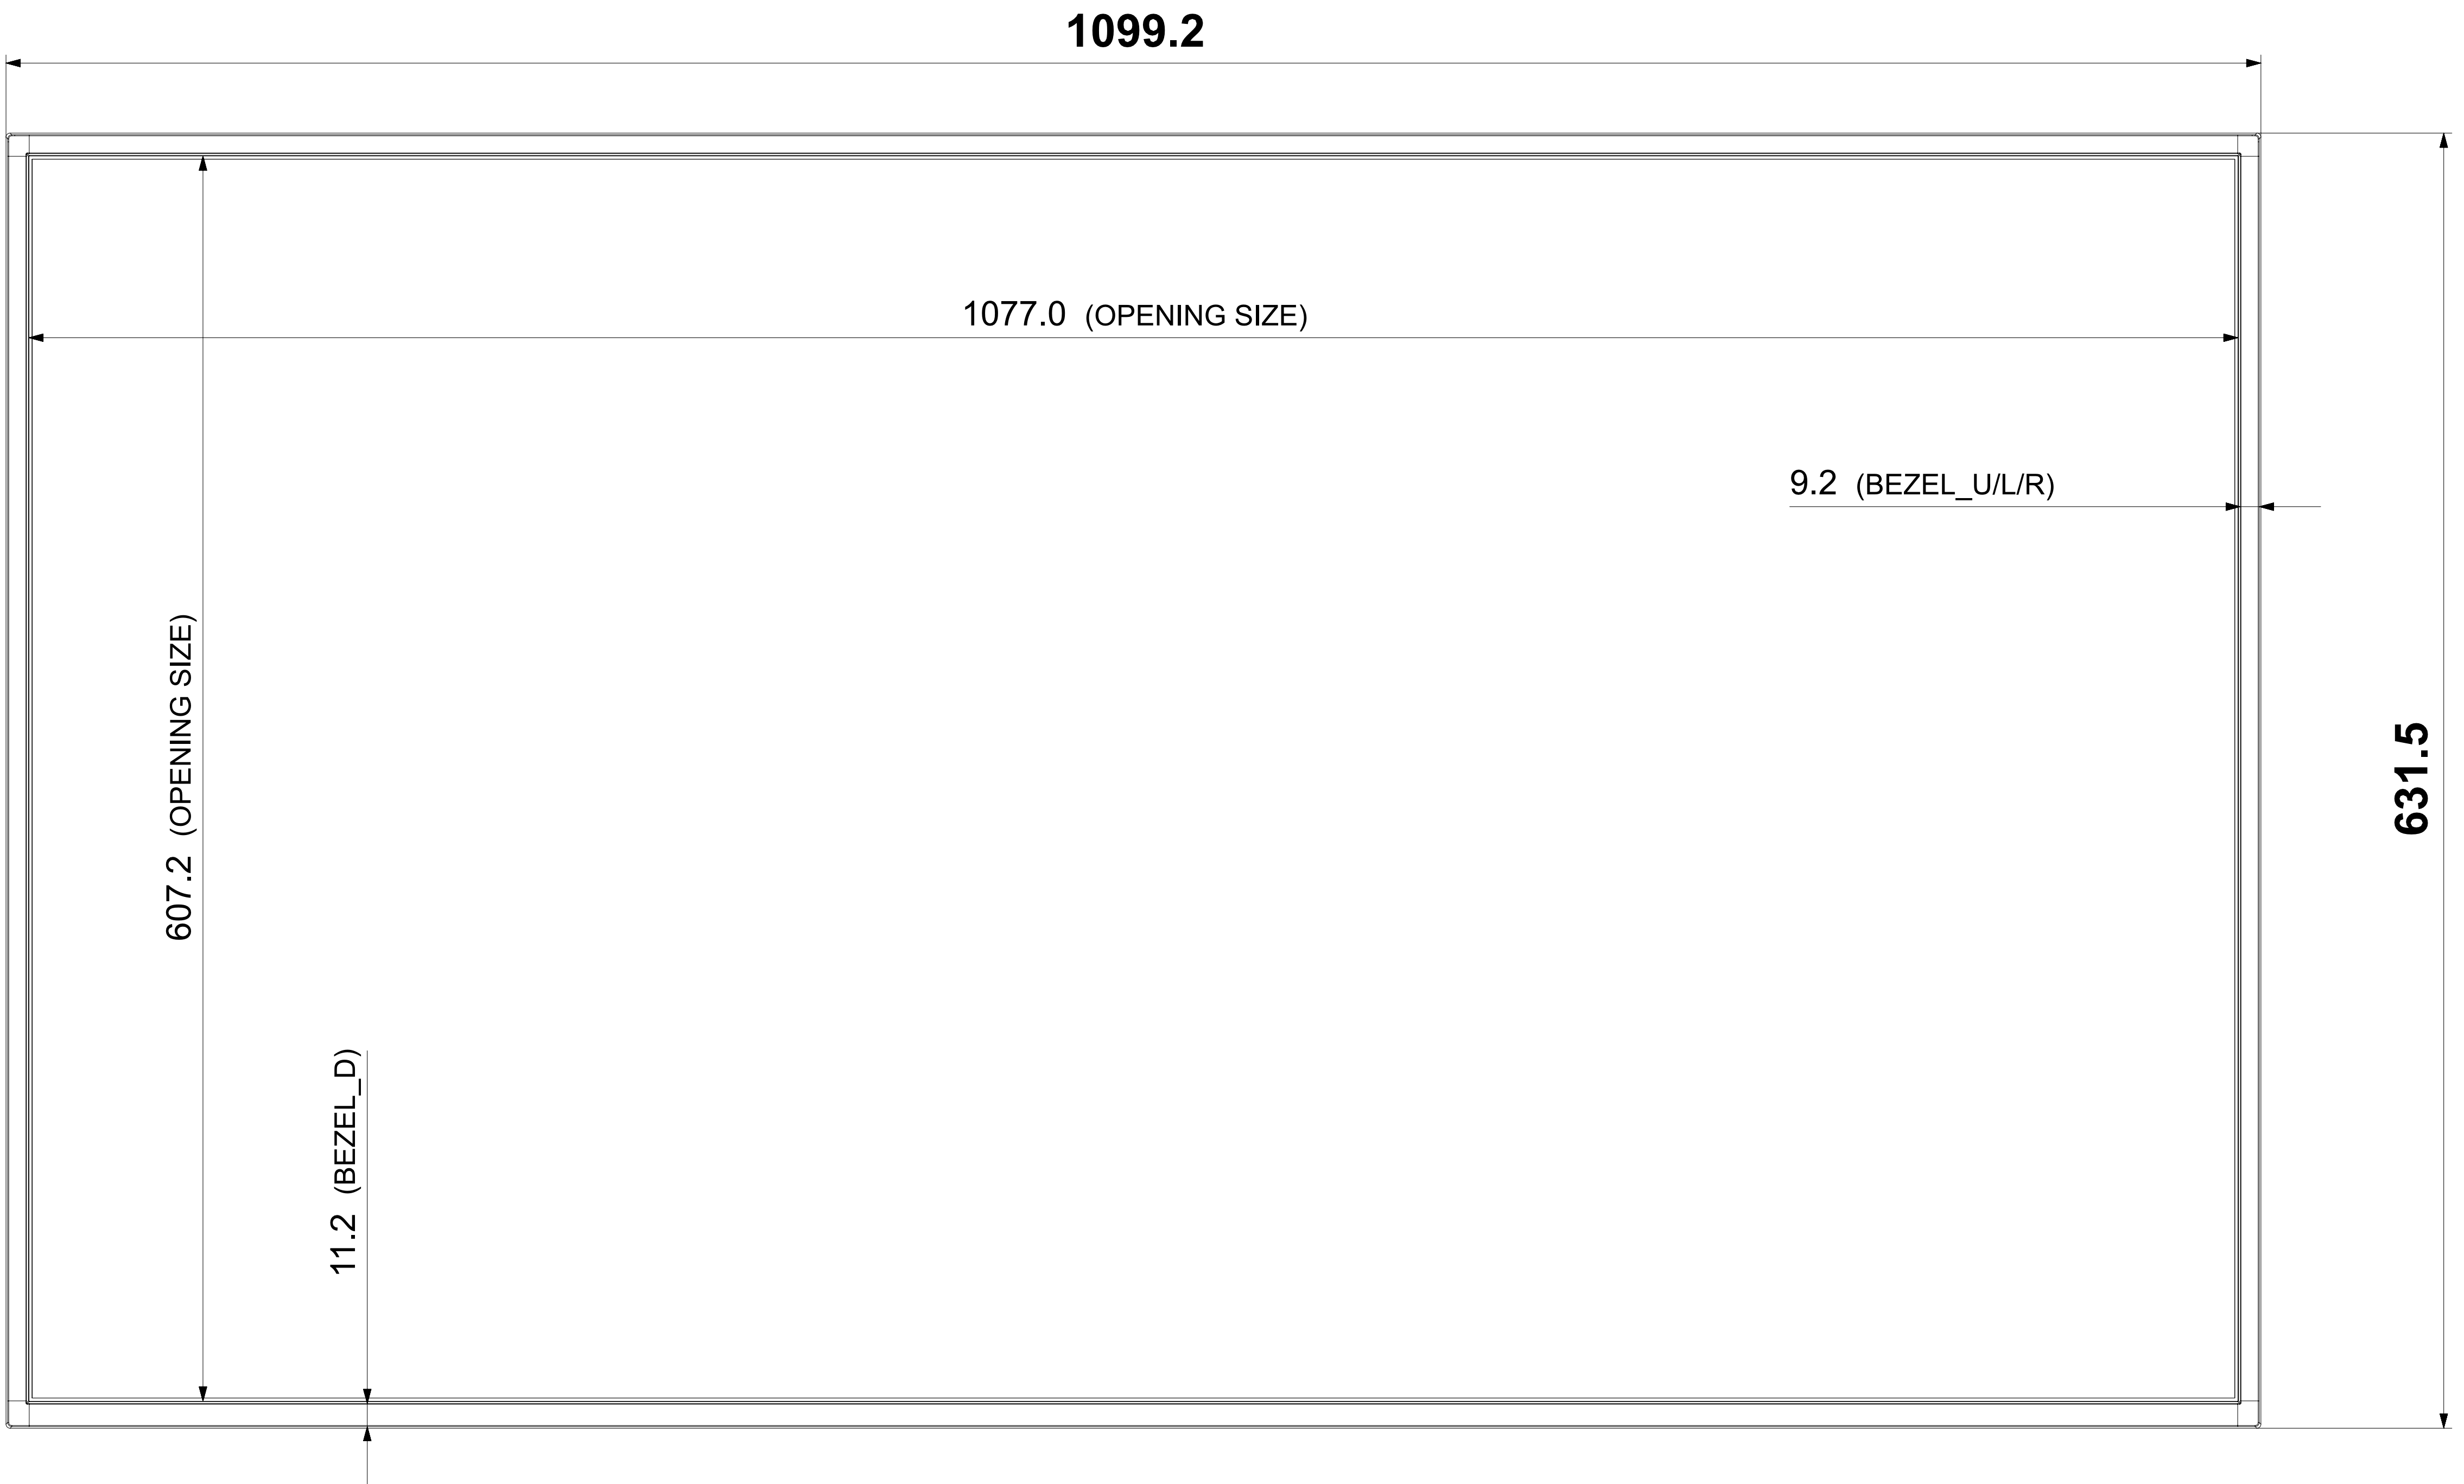 1099.2
1077.0 (OPENING SIZE)
9.2 (BEZEL_U/L/R)
607.2 (OPENING SIZE)
631.5
11.2 (BEZEL_D)